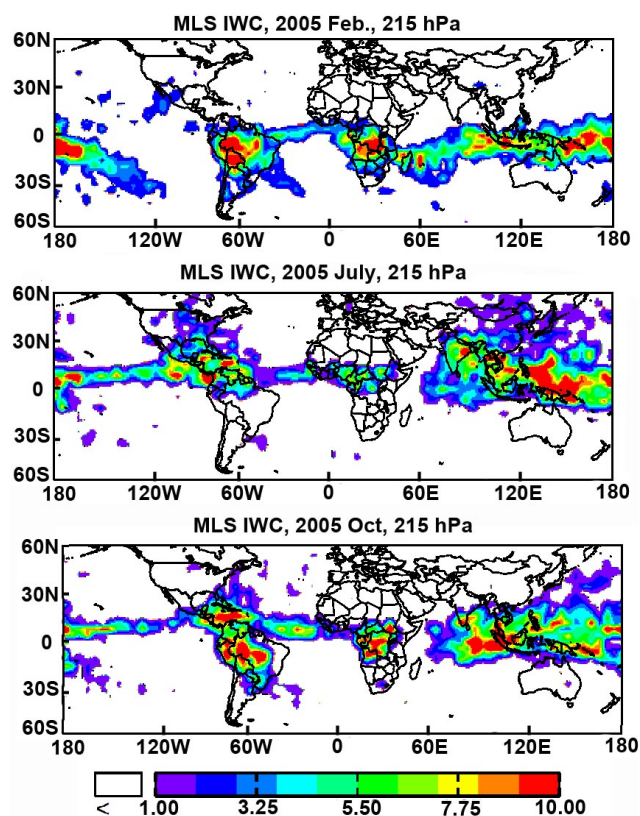 MLS IWC, 2005 Feb., 215 hPa
60N
30N
0
30S
60S
180 120W 60W 0 60E 120E 180
MLS IWC, 2005 July, 215 hPa
60N
30N
0
30S
60S
180 120W 60W 0 60E 120E 180
MLS IWC, 2005 Oct, 215 hPa
60N
30N
0
30S
60S
180 120W 60W 0 60E 120E 180
< 1.00 3.25 5.50 7.75 10.00